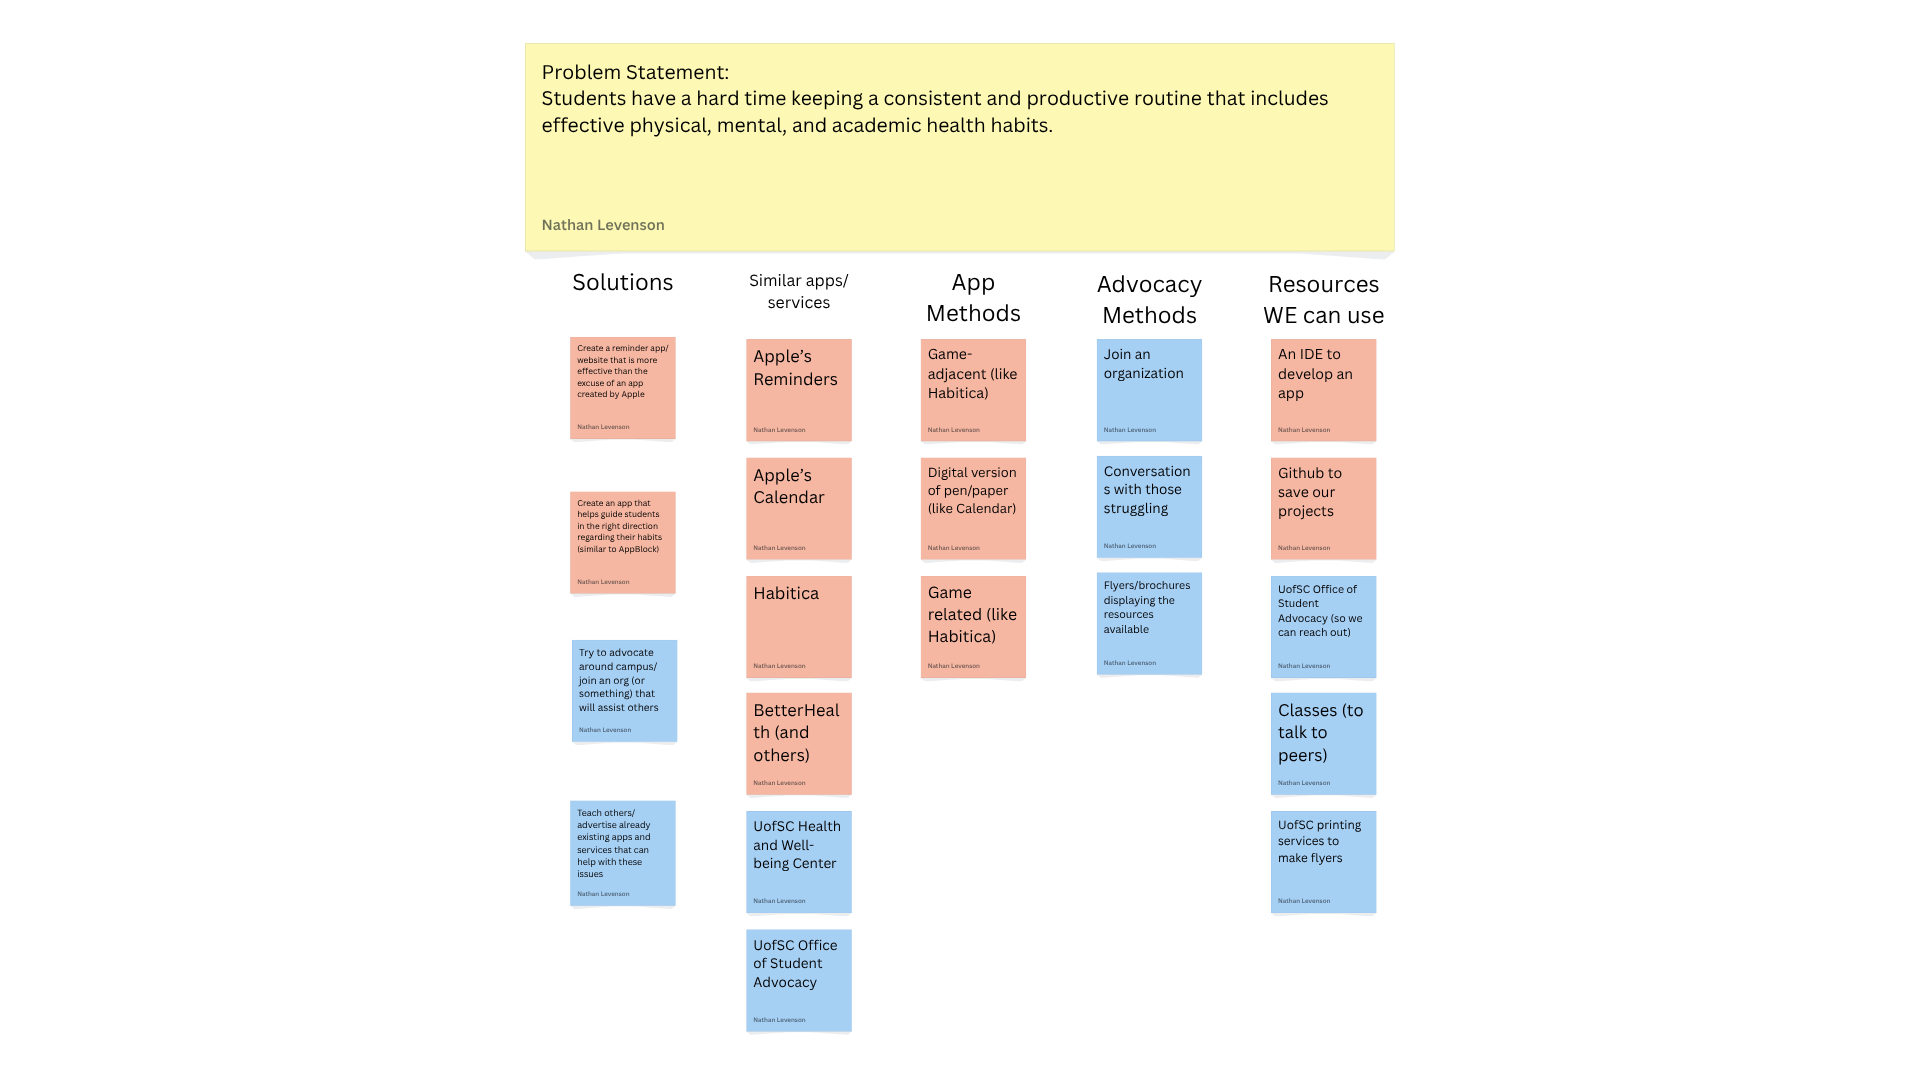 Problem Statement:
Students have a hard time keeping a consistent and productive routine that includes
effective physical, mental, and academic health habits.
Nathan Levenson
Solutions
Create a reminder app/
website that is more
effective than the
excuse of an app
created by Apple
Nathan Levenson
Create an app that
helps guide students
in the right direction
regarding their habits
(similar to AppBlock)
Nathan Levenson
Try to advocate
around campus/
join an org (or
something) that
will assist others
Nathan Levenson
Teach others/
advertise already
existing apps and
services that can
help with these
issues
Nathan Levenson
Similar apps/
services
Apple’s
Reminders
Nathan Levenson
Apple’s
Calendar
Nathan Levenson
Habitica
Nathan Levenson
BetterHeal
th (and
others)
Nathan Levenson
UofSC Health
and Well-
being Center
Nathan Levenson
UofSC Office
of Student
Advocacy
Nathan Levenson
App
Methods
Game-
adjacent (like
Habitica)
Nathan Levenson
Digital version
of pen/paper
(like Calendar)
Nathan Levenson
Game
related (like
Habitica)
Nathan Levenson
Advocacy
Methods
Join an
organization
Nathan Levenson
Conversation
s with those
struggling
Nathan Levenson
Flyers/brochures
displaying the
resources
available
Nathan Levenson
Resources
WE can use
An IDE to
develop an
app
Nathan Levenson
Github to
save our
projects
Nathan Levenson
UofSC Office of
Student
Advocacy (so we
can reach out)
Nathan Levenson
Classes (to
talk to
peers)
Nathan Levenson
UofSC printing
services to
make flyers
Nathan Levenson